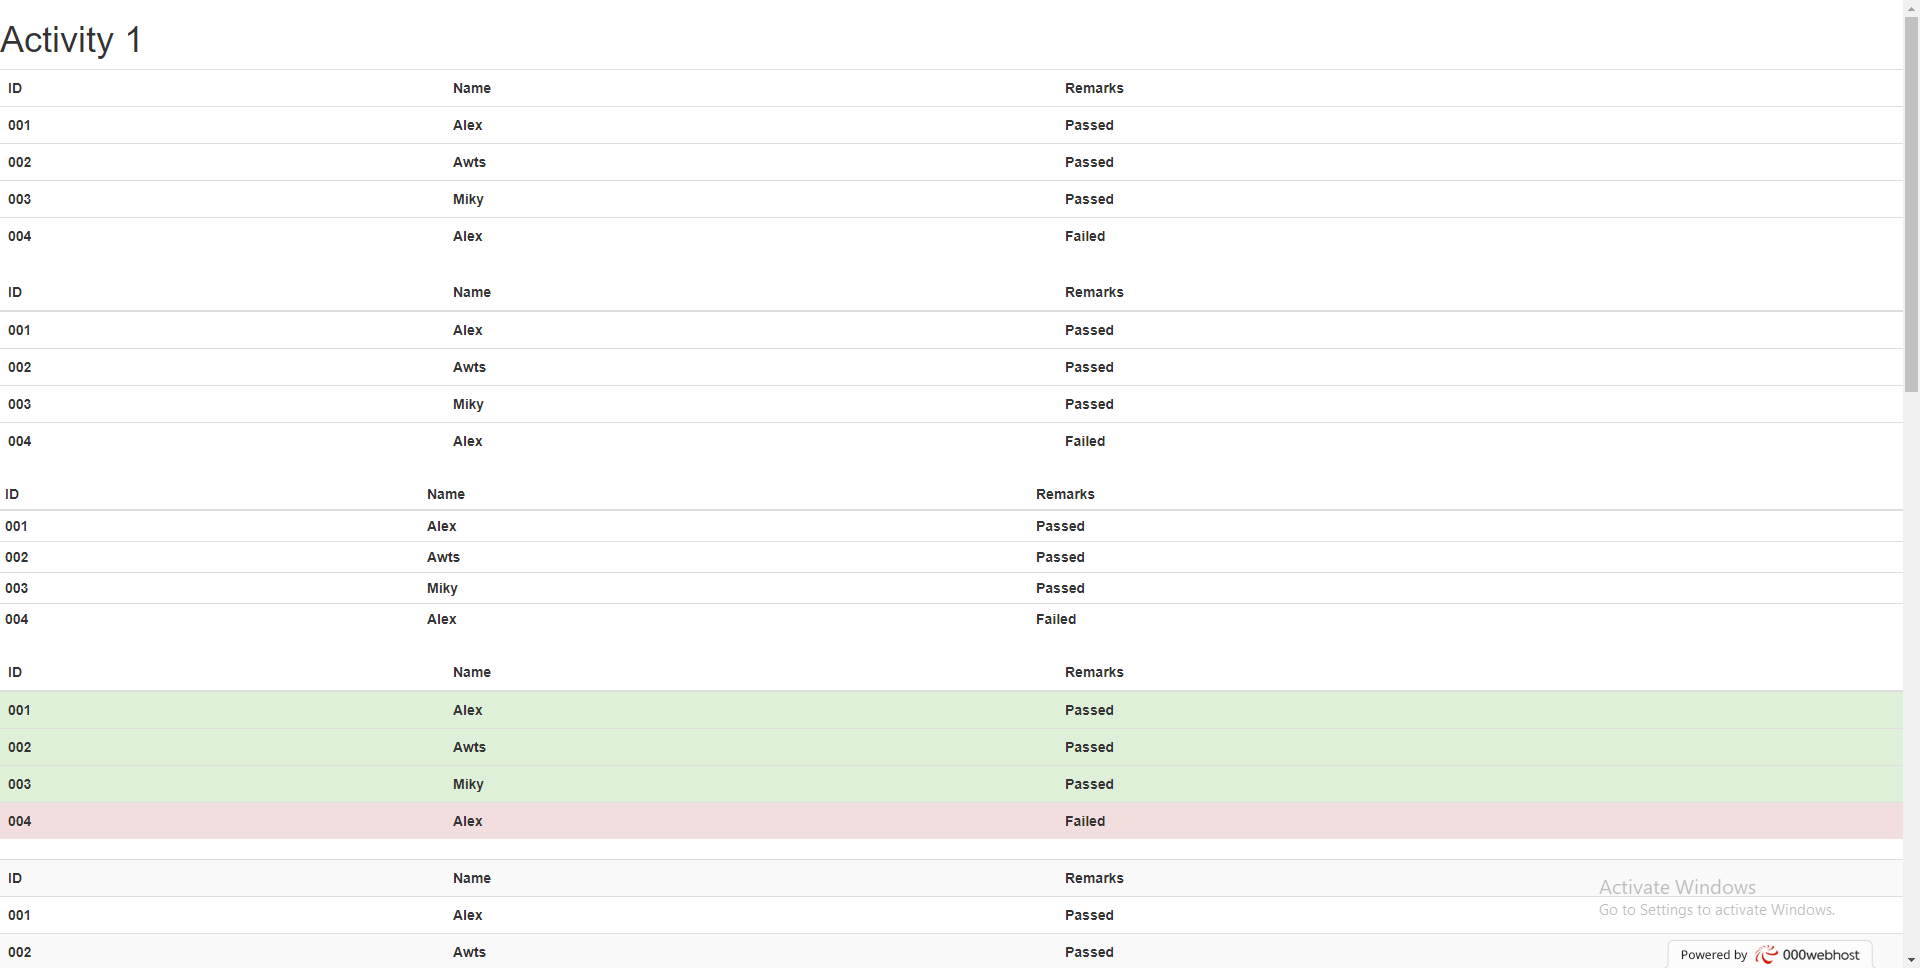 Activity 1
ID Name Remarks
001 Alex Passed
002 Awts Passed
003 Miky Passed
004 Alex Failed
ID Name Remarks
001 Alex Passed
002 Awts Passed
003 Miky Passed
004 Alex Failed
ID Name Remarks
001 Alex Passed
002 Awts Passed
003 Miky Passed
004 Alex Failed
ID Name Remarks
001 Alex Passed
002 Awts Passed
003 Miky Passed
004 Alex Failed
ID Name Remarks
Activate Windows
Go to Settings to activate Windows.
001 Alex Passed
002 Awts Passed
Powered by 000webhost